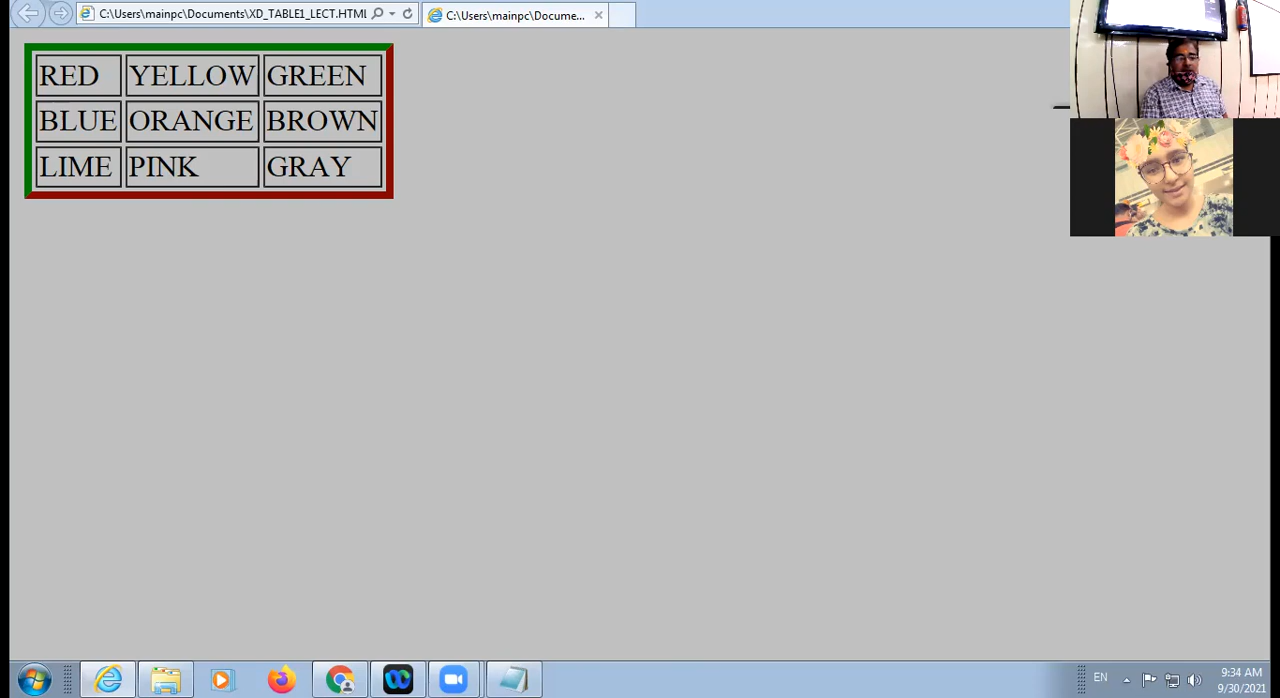 C:\Users\mainpc\Documents\XD_TABLE1_LECT.HTML
C:\Users\mainpc\Docume...
RED YELLOW GREEN
BLUE ORANGE BROWN
LIME PINK GRAY
EN
9:34 AM
9/30/2021